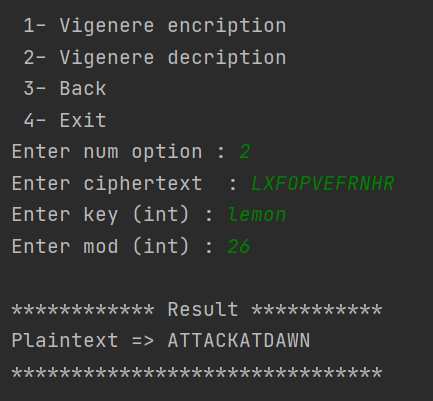 1- Vigenere encription
2- Vigenere decription
3- Back
4- Exit
Enter num option : 2
Enter ciphertext  : LXFOPVEFRNHR
Enter key (int) : lemon
Enter mod (int) : 26
************ Result ***********
Plaintext => ATTACKATDAWN
*******************************